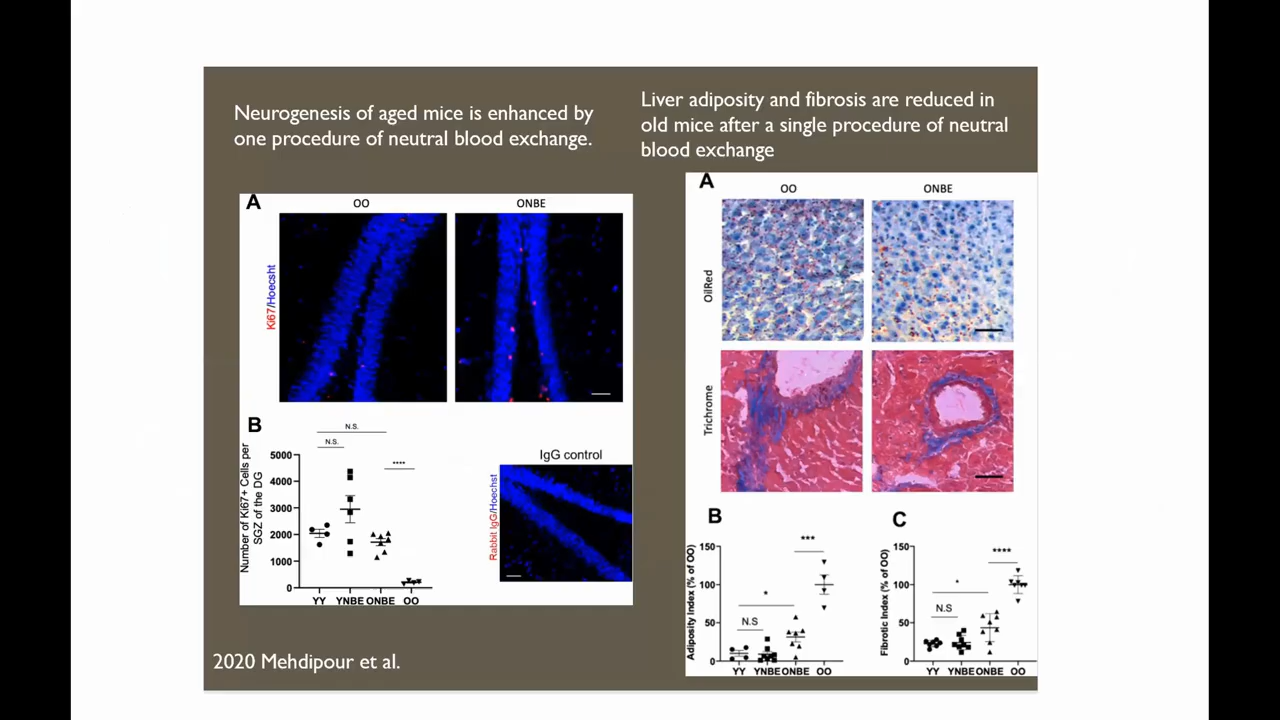 Neurogenesis of aged mice is enhanced by
one procedure of neutral blood exchange.
A
OO
ONBE
Ki67/Hoecsht
B
N.S.
N.S.
****
Number of Ki67+ Cells per
SGZ of the DG
5000
4000
3000
2000
1000
0
YY YNBE ONBE OO
IgG control
Rabbit IgG/Hoechst
2020 Mehdipour et al.
Liver adiposity and fibrosis are reduced in
old mice after a single procedure of neutral
blood exchange
A
OO
ONBE
OilRed
Trichrome
B
Adiposity Index (% of OO)
150
100
50
0
***
*
N.S
YY YNBE ONBE OO
C
Fibrotic Index (% of OO)
150
100
50
0
****
*
N.S
YY YNBE ONBE OO